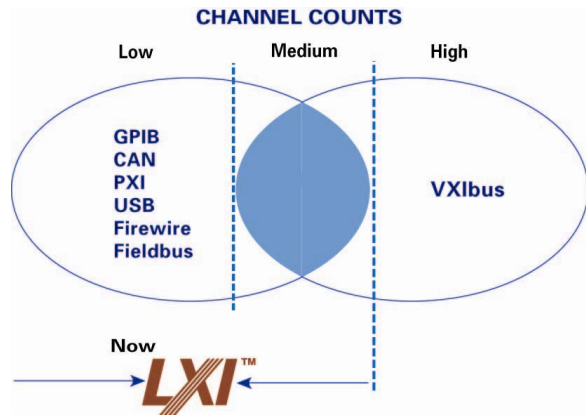 CHANNEL COUNTS
Low Medium High
GPIB
CAN
PXI
USB
Firewire
Fieldbus
VXIbus
Now
LXI™